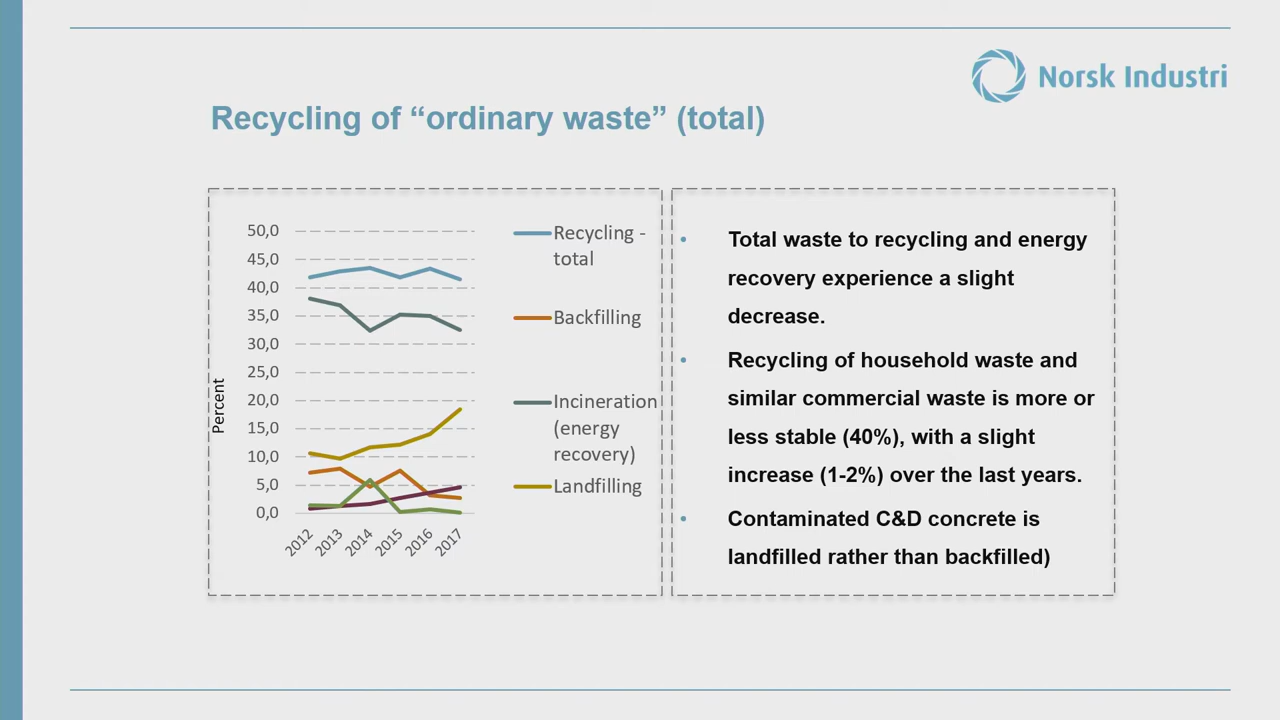 Norsk Industri
Recycling of “ordinary waste” (total)
50,0
45,0
40,0
35,0
30,0
25,0
20,0
15,0
10,0
5,0
0,0
Percent
2012
2013
2014
2015
2016
2017
Recycling -
total
Backfilling
Incineration
(energy
recovery)
Landfilling
• Total waste to recycling and energy
recovery experience a slight
decrease.
• Recycling of household waste and
similar commercial waste is more or
less stable (40%), with a slight
increase (1-2%) over the last years.
• Contaminated C&D concrete is
landfilled rather than backfilled)